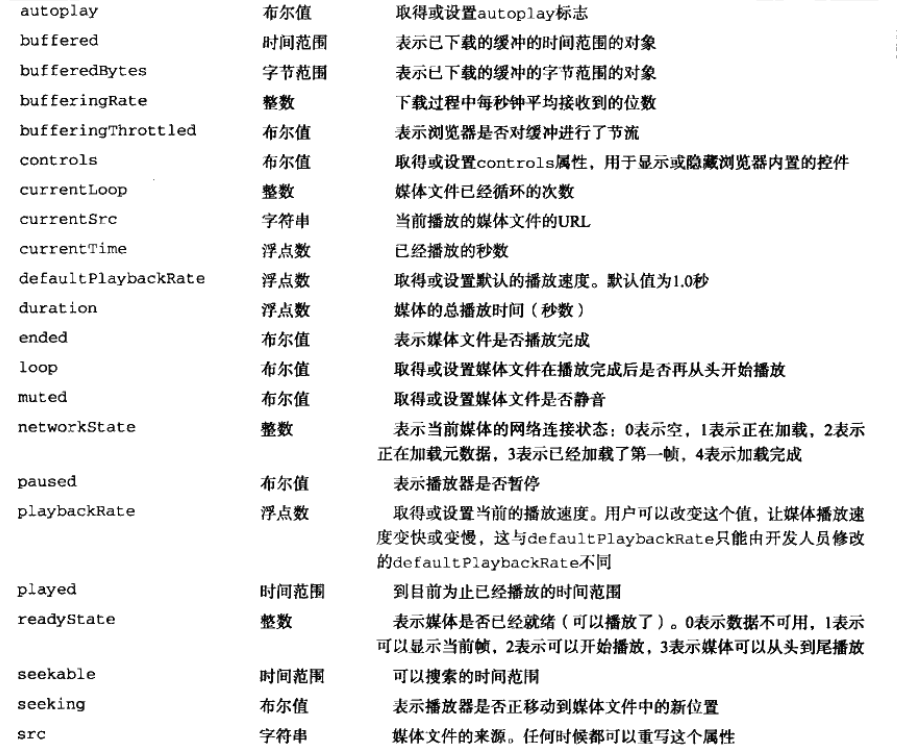 autoplay 布尔值 取得或设置autoplay标志
buffered 时间范围 表示已下载的缓冲的时间范围的对象
bufferedBytes 字节范围 表示已下载的缓冲的字节范围的对象
bufferingRate 整数 下载过程中每秒钟平均接收到的位数
bufferingThrottled 布尔值 表示浏览器是否对缓冲进行了节流
controls 布尔值 取得或设置controls属性，用于显示或隐藏浏览器内置的控件
currentLoop 整数 媒体文件已经循环的次数
currentSrc 字符串 当前播放的媒体文件的URL
currentTime 浮点数 已经播放的秒数
defaultPlaybackRate 浮点数 取得或设置默认的播放速度。默认值为1.0秒
duration 浮点数 媒体的总播放时间（秒数）
ended 布尔值 表示媒体文件是否播放完成
loop 布尔值 取得或设置媒体文件在播放完成后是否再从头开始播放
muted 布尔值 取得或设置媒体文件是否静音
networkState 整数 表示当前媒体的网络连接状态：0表示空，1表示正在加载，2表示
正在加载元数据，3表示已经加载了第一帧，4表示加载完成
paused 布尔值 表示播放器是否暂停
playbackRate 浮点数 取得或设置当前的播放速度。用户可以改变这个值，让媒体播放速
度变快或变慢，这与defaultPlaybackRate只能由开发人员修改
的defaultPlaybackRate不同
played 时间范围 到目前为止已经播放的时间范围
readyState 整数 表示媒体是否已经就绪（可以播放了）。0表示数据不可用，1表示
可以显示当前帧，2表示可以开始播放，3表示媒体可以从头到尾播放
seekable 时间范围 可以搜索的时间范围
seeking 布尔值 表示播放器是否正移动到媒体文件中的新位置
src 字符串 媒体文件的来源。任何时候都可以重写这个属性